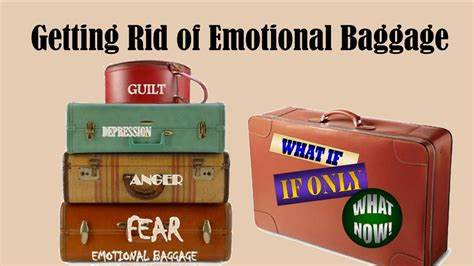 Getting Rid of Emotional Baggage
GUILT
DEPRESSION
ANGER
FEAR
EMOTIONAL BAGGAGE
WHAT IF
IF ONLY
WHAT
NOW!